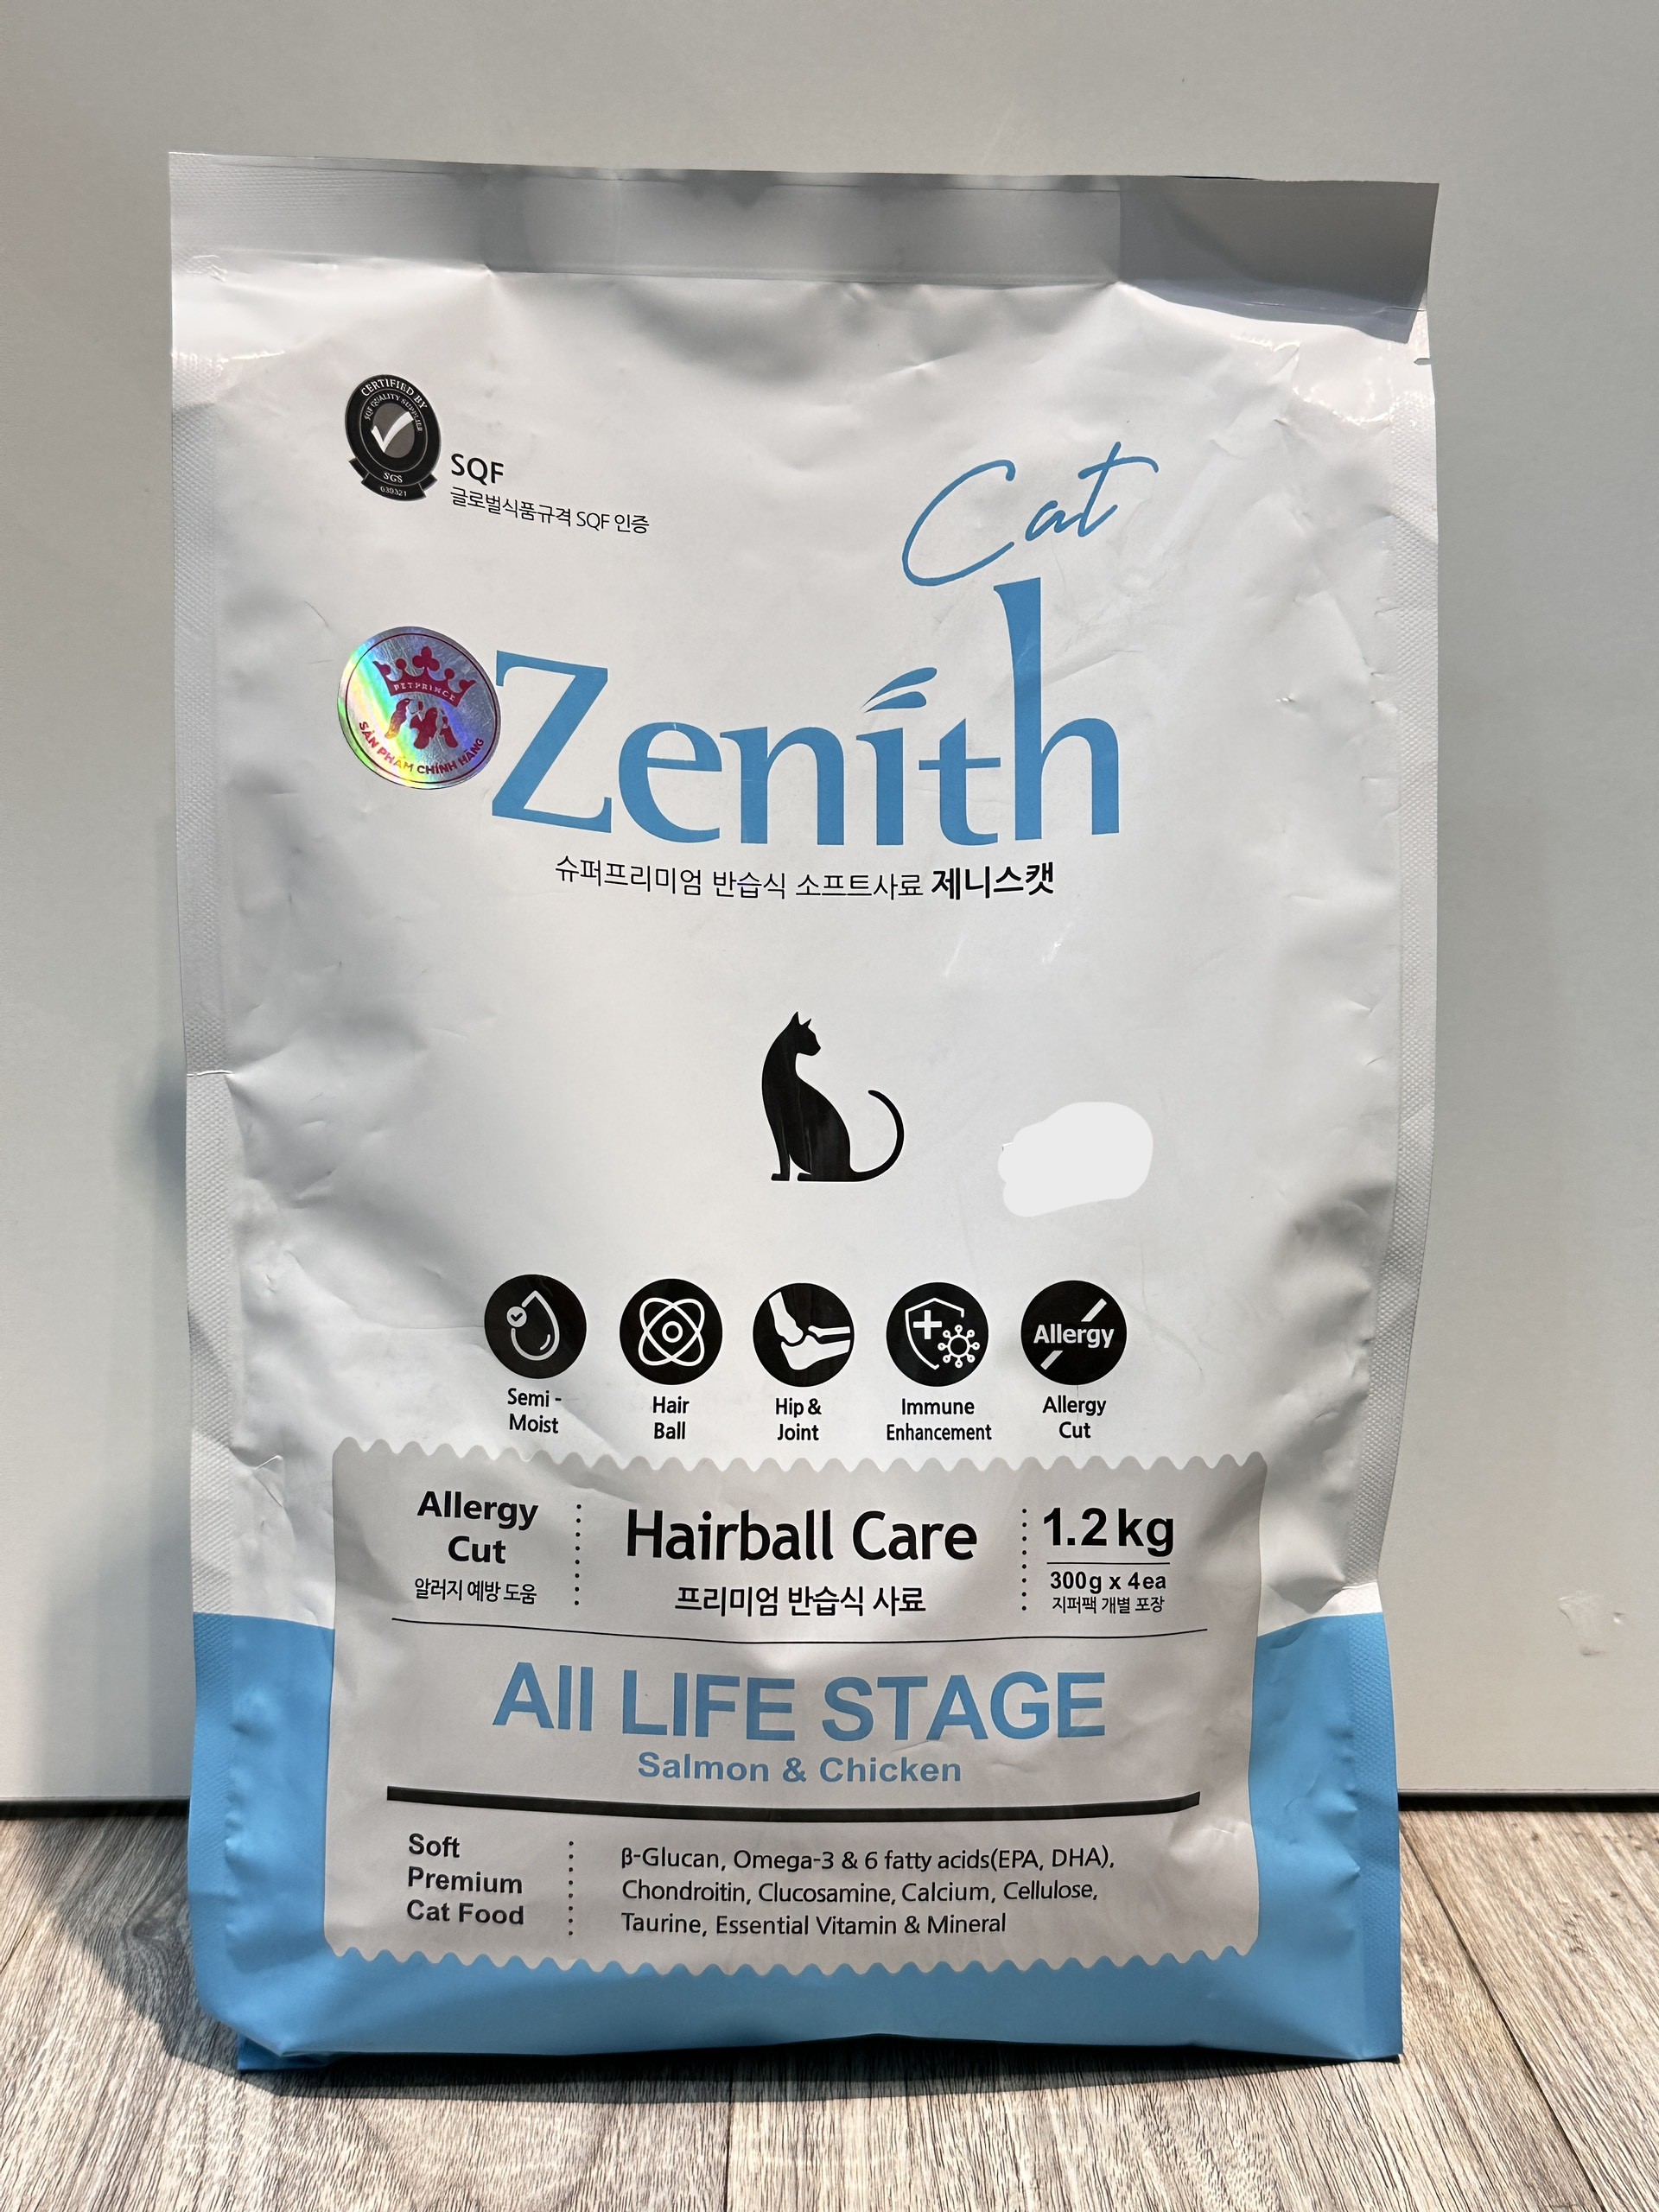 CERTIFIED BY
SQF QUALITY SUPPLIER
SGS
639321
SQF
글로벌식품규격 SQF 인증
Cat
Zenith
PETPRINCE
SẢN PHẨM CHÍNH HÃNG
슈퍼프리미엄 반습식 소프트사료 제니스캣
Allergy
Semi -
Moist
Hair
Ball
Hip &
Joint
Immune
Enhancement
Allergy
Cut
Allergy
Cut
알러지 예방 도움
Hairball Care
프리미엄 반습식 사료
1.2kg
300g x 4ea
지퍼팩 개별 포장
All LIFE STAGE
Salmon & Chicken
Soft
Premium
Cat Food
β-Glucan, Omega-3 & 6 fatty acids(EPA, DHA),
Chondroitin, Clucosamine, Calcium, Cellulose,
Taurine, Essential Vitamin & Mineral